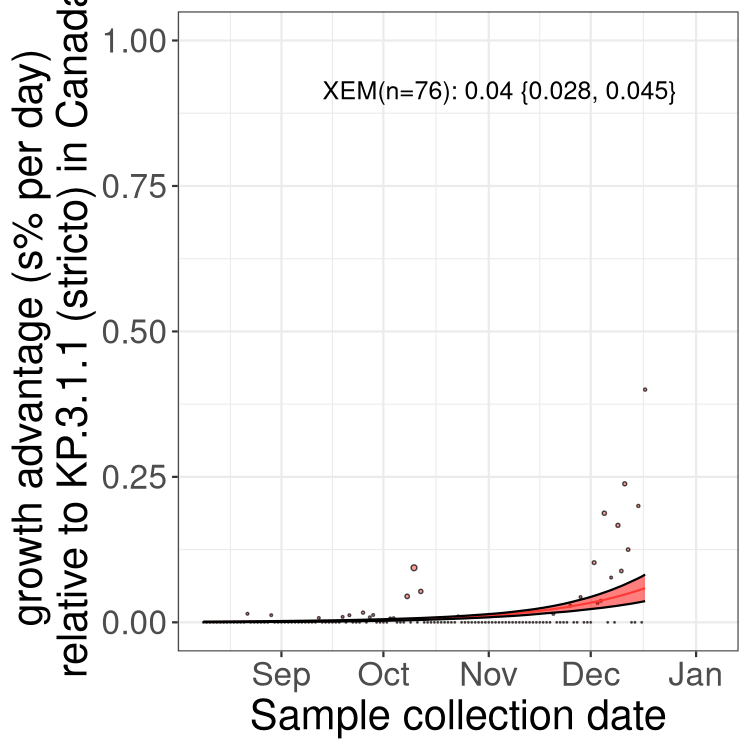 growth advantage (s% per day)
relative to KP.3.1.1 (stricto) in Canada
1.00
0.75
0.50
0.25
0.00
XEM(n=76): 0.04 {0.028, 0.045}
Sep Oct Nov Dec Jan
Sample collection date